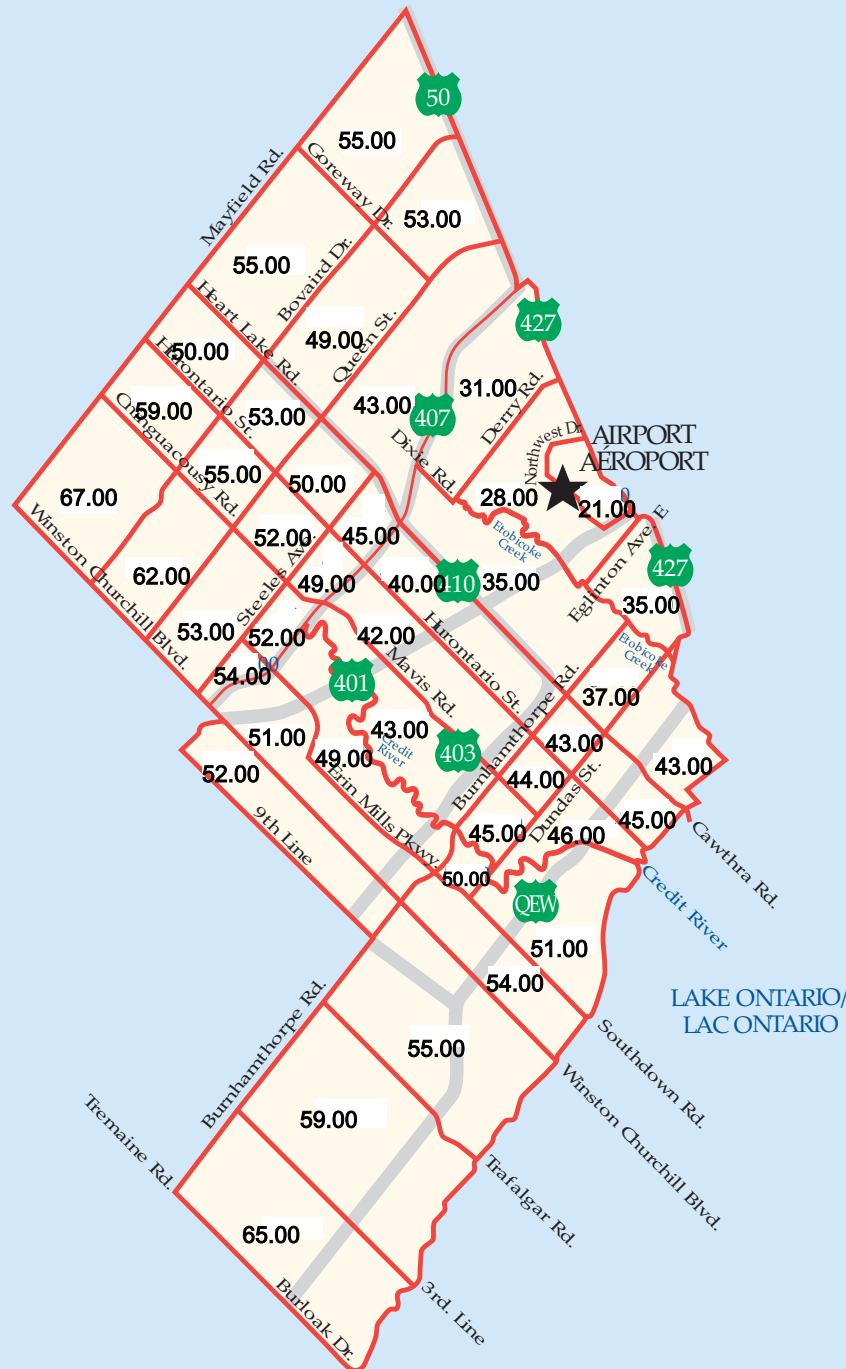 50
55.00
Goreway Dr.
Mayfield Rd.
53.00
55.00
Bovaird Dr.
Heart Lake Rd.
427
49.00
Queen St.
50.00
Hurontario St.
31.00
43.00
407
Derry Rd.
59.00
53.00
Chinguacousy Rd.
Dixie Rd.
Northwest Dr.
AIRPORT
AÉROPORT
55.00
50.00
67.00
28.00
21.00
Winston Churchill Blvd.
52.00
45.00
Etobicoke
Creek
Steeles Ave.
Eglinton Ave. E
62.00
49.00
40.00
410
35.00
427
35.00
53.00
52.00
42.00
Hurontario St.
Etobicoke
Creek
54.00
00
401
Mavis Rd.
Burnhamthorpe Rd.
37.00
51.00
43.00
Credit
River
49.00
403
43.00
43.00
52.00
Erin Mills Pkwy.
44.00
Dundas St.
9th Line
45.00
46.00
45.00
Cawthra Rd.
50.00
QEW
Credit River
51.00
54.00
LAKE ONTARIO/
LAC ONTARIO
Burnhamthorpe Rd.
55.00
Southdown Rd.
Winston Churchill Blvd.
59.00
Tremaine Rd.
Trafalgar Rd.
65.00
Burloak Dr.
3rd. Line